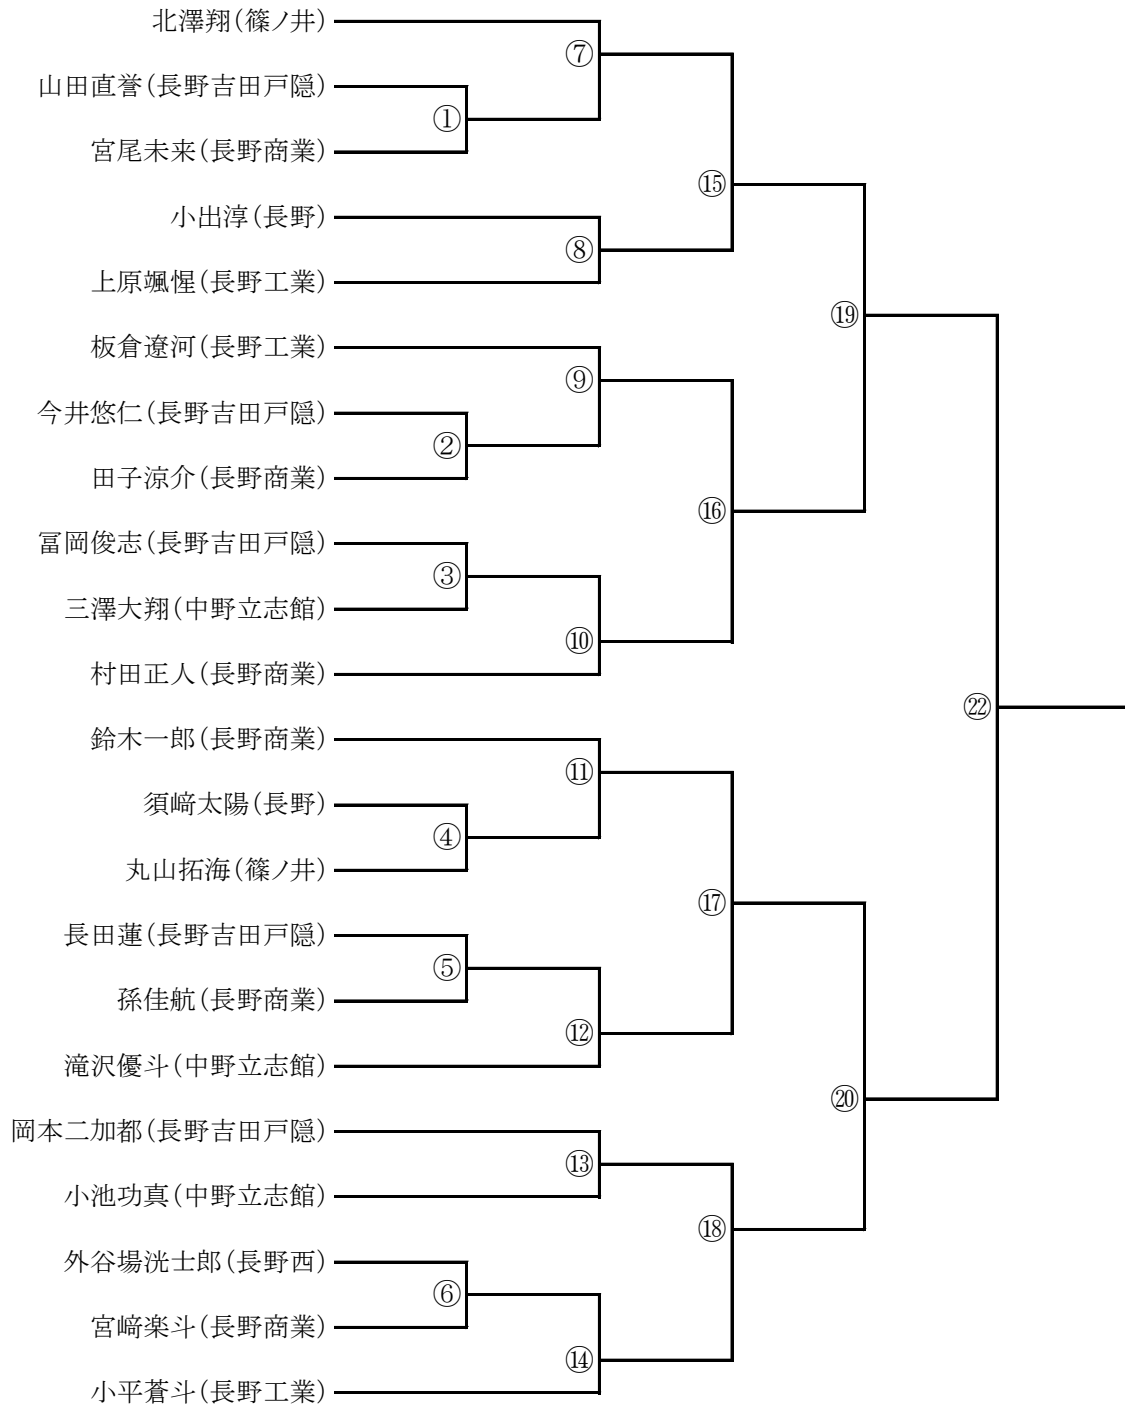 北澤翔(篠ノ井)
⑦
山田直誉(長野吉田戸隠)
①
宮尾未来(長野商業)
⑮
小出淳(長野)
⑧
上原颯惺(長野工業)
⑲
板倉遼河(長野工業)
⑨
今井悠仁(長野吉田戸隠)
②
田子涼介(長野商業)
⑯
冨岡俊志(長野吉田戸隠)
③
三澤大翔(中野立志館)
⑩
村田正人(長野商業)
㉒
鈴木一郎(長野商業)
⑪
須﨑太陽(長野)
④
丸山拓海(篠ノ井)
⑰
長田蓮(長野吉田戸隠)
⑤
孫佳航(長野商業)
⑫
滝沢優斗(中野立志館)
⑳
岡本二加都(長野吉田戸隠)
⑬
小池功真(中野立志館)
⑱
外谷場洸士郎(長野西)
⑥
宮﨑楽斗(長野商業)
⑭
小平蒼斗(長野工業)